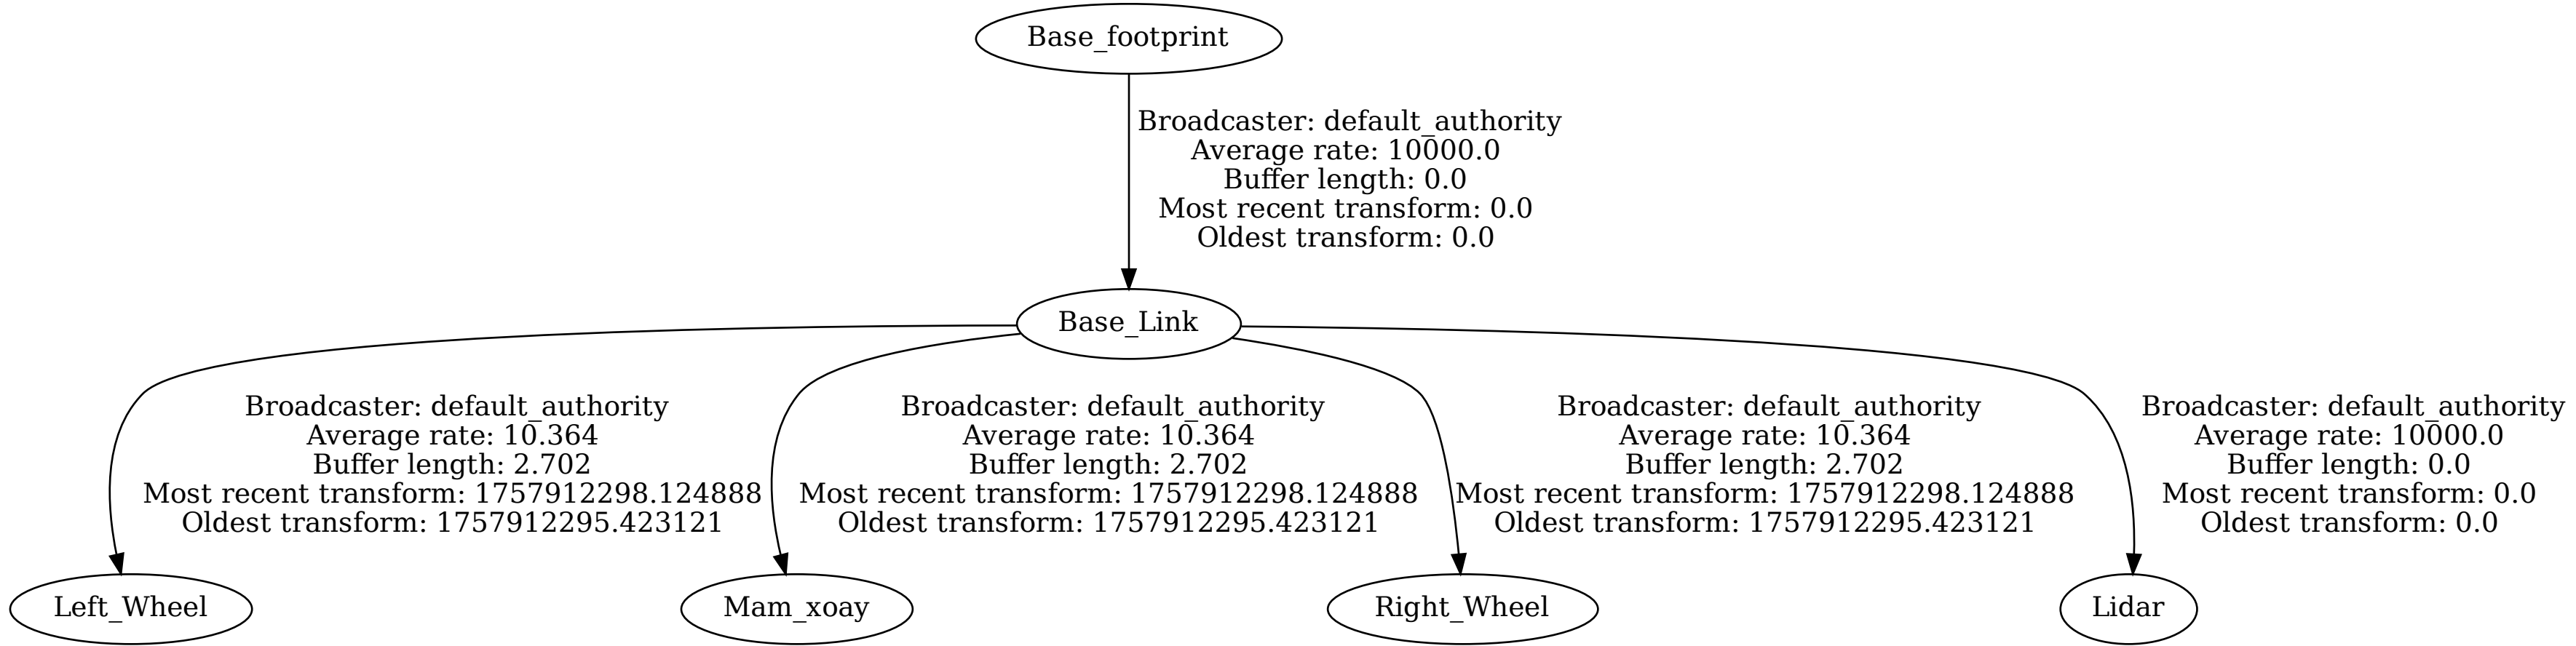 Base_footprint
Broadcaster: default_authority
Average rate: 10000.0
Buffer length: 0.0
Most recent transform: 0.0
Oldest transform: 0.0
Base_Link
Broadcaster: default_authority
Average rate: 10.364
Buffer length: 2.702
Most recent transform: 1757912298.124888
Oldest transform: 1757912295.423121
Broadcaster: default_authority
Average rate: 10.364
Buffer length: 2.702
Most recent transform: 1757912298.124888
Oldest transform: 1757912295.423121
Broadcaster: default_authority
Average rate: 10.364
Buffer length: 2.702
Most recent transform: 1757912298.124888
Oldest transform: 1757912295.423121
Broadcaster: default_authority
Average rate: 10000.0
Buffer length: 0.0
Most recent transform: 0.0
Oldest transform: 0.0
Left_Wheel
Mam_xoay
Right_Wheel
Lidar